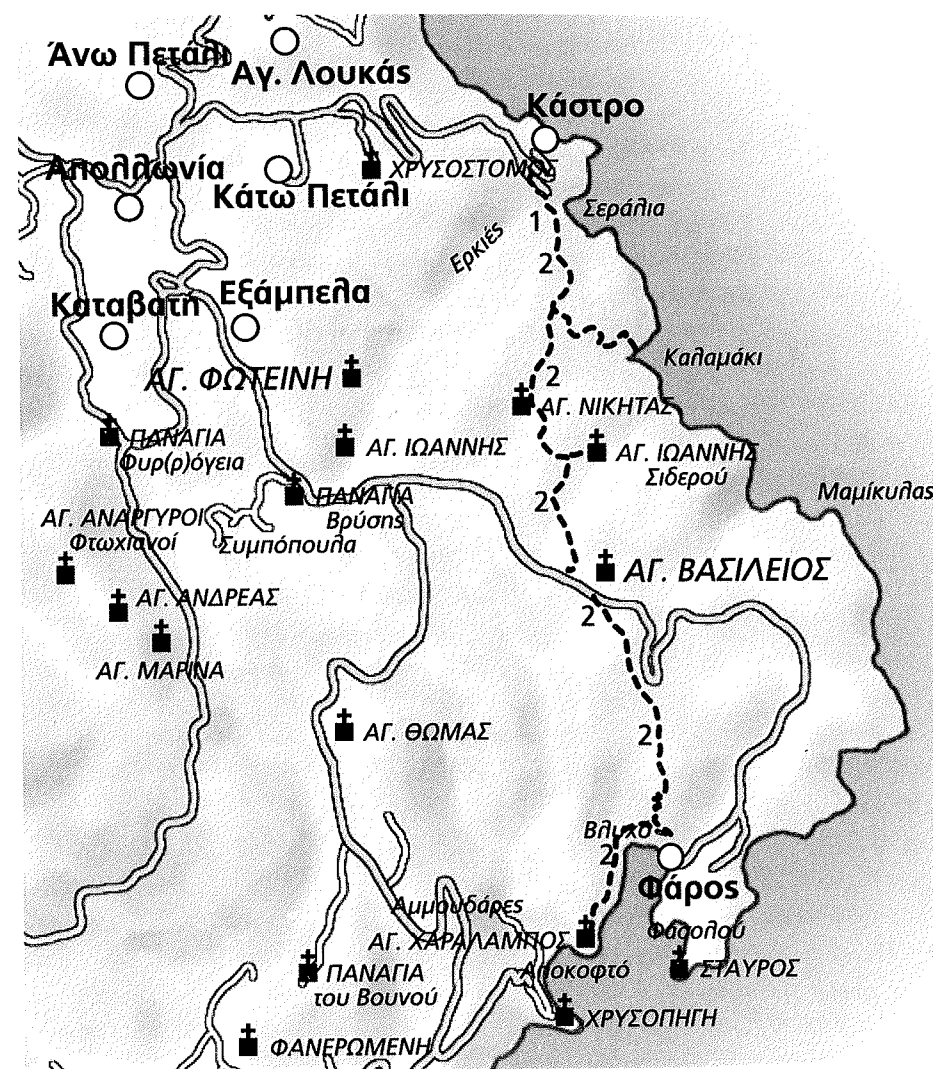 Άνω Πετάλι
Αγ. Λουκάς
Κάστρο
Απολλωνία
Κάτω Πετάλι
ΧΡΥΣΟΣΤΟΜΟΣ
Σεράλια
1
Ερκιές
2
Καταβατή
Εξάμπελα
Καλαμάκι
ΑΓ. ΦΩΤΕΙΝΗ
2
ΑΓ. ΝΙΚΗΤΑΣ
ΠΑΝΑΓΙΑ
Φυρ(ρ)όγεια
ΑΓ. ΙΩΑΝΝΗΣ
ΑΓ. ΙΩΑΝΝΗΣ
Σιδερού
ΠΑΝΑΓΙΑ
Βρύσης
2
Μαμίκυλας
ΑΓ. ΑΝΑΡΓΥΡΟΙ
Φτωχιανοί
Συμπόπουλα
ΑΓ. ΒΑΣΙΛΕΙΟΣ
ΑΓ. ΑΝΔΡΕΑΣ
2
ΑΓ. ΜΑΡΙΝΑ
ΑΓ. ΘΩΜΑΣ
2
Βλυχό
2
Φάρος
Αμμουδάρες
ΑΓ. ΧΑΡΑΛΑΜΠΟΣ
Φασολού
Αποκοφτό
ΣΤΑΥΡΟΣ
ΠΑΝΑΓΙΑ
του Βουνού
ΧΡΥΣΟΠΗΓΗ
ΦΑΝΕΡΩΜΕΝΗ